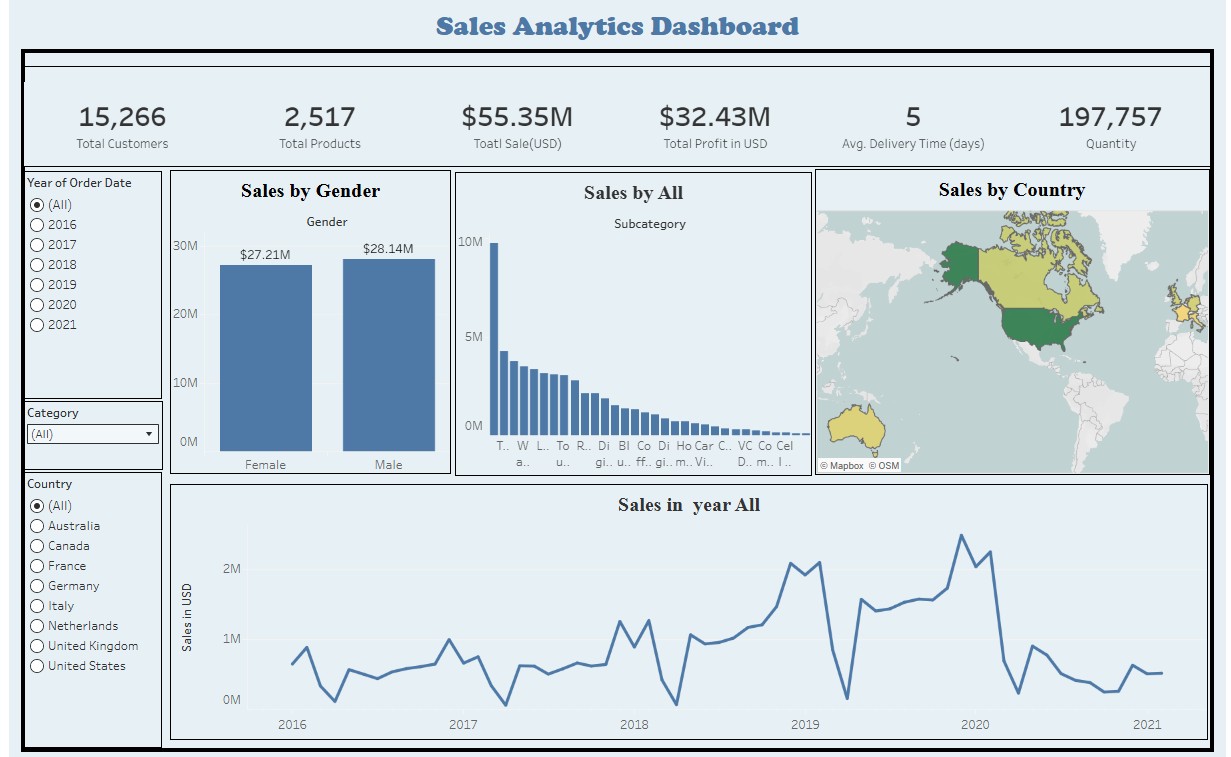 Sales Analytics Dashboard
15,266
Total Customers
2,517
Total Products
$55.35M
Toatl Sale(USD)
$32.43M
Total Profit in USD
5
Avg. Delivery Time (days)
197,757
Quantity
Year of Order Date
(All)
2016
2017
2018
2019
2020
2021
Category
(All)
Country
(All)
Australia
Canada
France
Germany
Italy
Netherlands
United Kingdom
United States
Sales by Gender
Gender
30M
20M
10M
0M
$27.21M
$28.14M
Female
Male
Sales by All
Subcategory
10M
5M
0M
T.. W L.. To R.. Di Bl Co Di Ho Car C.. VC Co Cel
a.. u.. gi.. u.. ff.. gi.. m.. Vi.. D.. m.. l ..
Sales by Country
© Mapbox © OSM
Sales in  year All
Sales in USD
2M
1M
0M
2016 2017 2018 2019 2020 2021